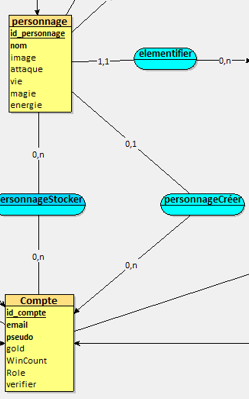 personnage
id_personnage
nom
image
attaque
vie
magie
energie
elementifier
1,1
0,n
0,n
0,1
ersonnageStocker
personnageCréer
0,n
0,n
Compte
id_compte
email
pseudo
gold
WinCount
Role
verifier